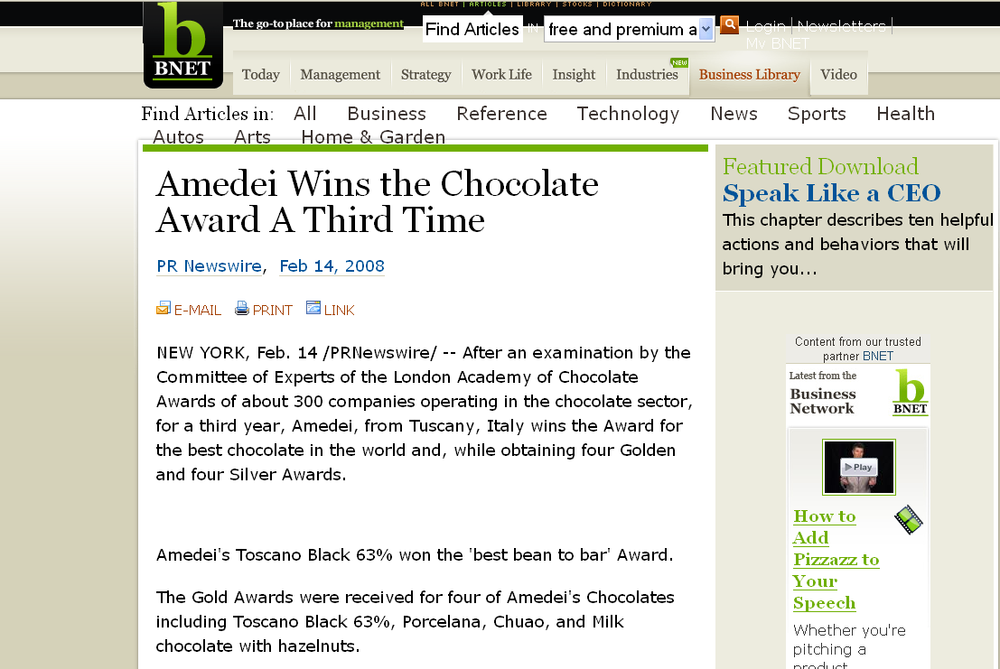 ALL BNET | ARTICLES | LIBRARY | STOCKS | DICTIONARY
b
BNET
The go-to place for management
Find Articles IN free and premium a
Login | Newsletters |
My BNET
Today Management Strategy Work Life Insight Industries NEW Business Library Video
Find Articles in: All Business Reference Technology News Sports Health
Autos Arts Home & Garden
Amedei Wins the Chocolate
Award A Third Time
PR Newswire, Feb 14, 2008
E-MAIL PRINT LINK
NEW YORK, Feb. 14 /PRNewswire/ -- After an examination by the
Committee of Experts of the London Academy of Chocolate
Awards of about 300 companies operating in the chocolate sector,
for a third year, Amedei, from Tuscany, Italy wins the Award for
the best chocolate in the world and, while obtaining four Golden
and four Silver Awards.
Amedei's Toscano Black 63% won the 'best bean to bar' Award.
The Gold Awards were received for four of Amedei's Chocolates
including Toscano Black 63%, Porcelana, Chuao, and Milk
chocolate with hazelnuts.
Featured Download
Speak Like a CEO
This chapter describes ten helpful
actions and behaviors that will
bring you...
Content from our trusted
partner BNET
Latest from the
Business
Network
b
BNET
Play
How to
Add
Pizzazz to
Your
Speech
Whether you're
pitching a
product